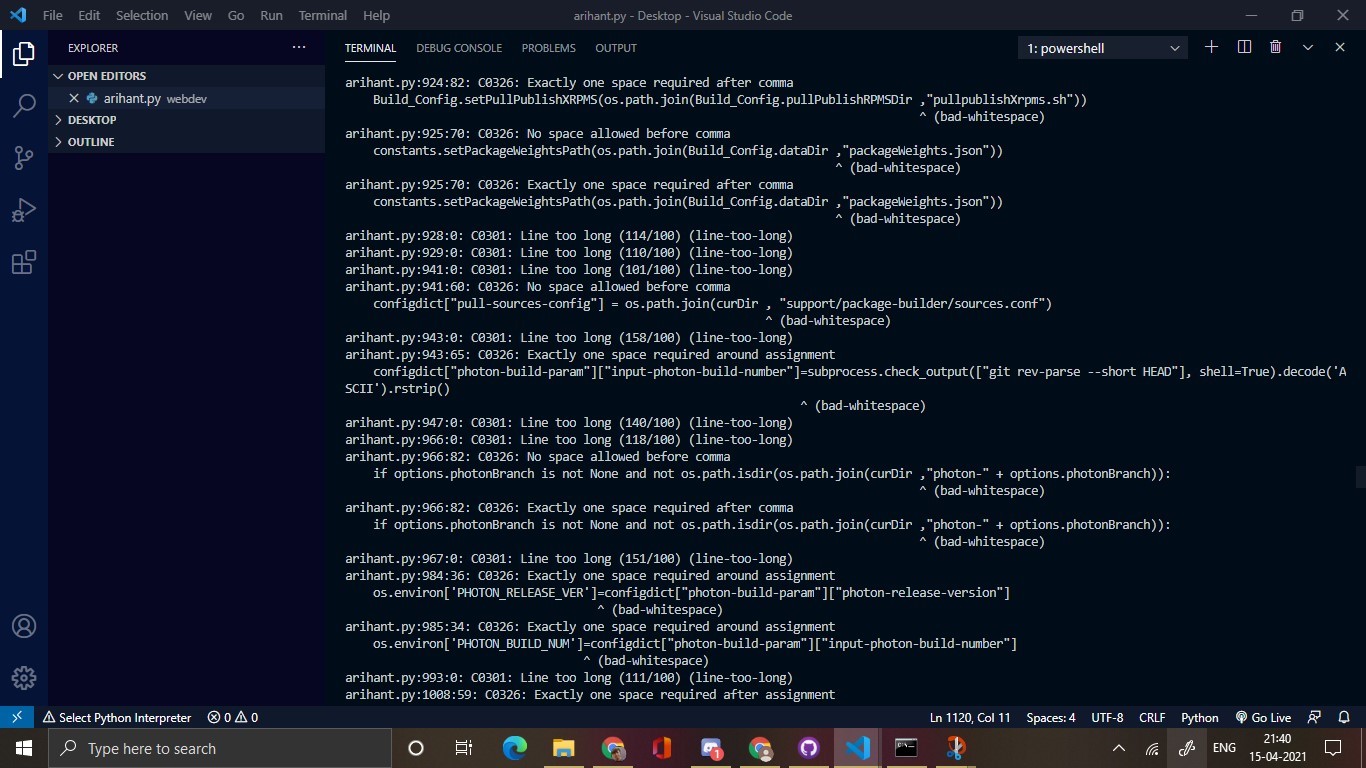 File Edit Selection View Go Run Terminal Help
arihant.py - Desktop - Visual Studio Code
EXPLORER
OPEN EDITORS
arihant.py webdev
DESKTOP
OUTLINE
TERMINAL DEBUG CONSOLE PROBLEMS OUTPUT
1: powershell
arihant.py:924:82: C0326: Exactly one space required after comma
    Build_Config.setPullPublishXRPMS(os.path.join(Build_Config.pullPublishRPMSDir ,"pullpublishXrpms.sh"))
^ (bad-whitespace)
arihant.py:925:70: C0326: No space allowed before comma
    constants.setPackageWeightsPath(os.path.join(Build_Config.dataDir ,"packageWeights.json"))
^ (bad-whitespace)
arihant.py:925:70: C0326: Exactly one space required after comma
    constants.setPackageWeightsPath(os.path.join(Build_Config.dataDir ,"packageWeights.json"))
^ (bad-whitespace)
arihant.py:928:0: C0301: Line too long (114/100) (line-too-long)
arihant.py:929:0: C0301: Line too long (110/100) (line-too-long)
arihant.py:941:0: C0301: Line too long (101/100) (line-too-long)
arihant.py:941:60: C0326: No space allowed before comma
    configdict["pull-sources-config"] = os.path.join(curDir , "support/package-builder/sources.conf")
^ (bad-whitespace)
arihant.py:943:0: C0301: Line too long (158/100) (line-too-long)
arihant.py:943:65: C0326: Exactly one space required around assignment
    configdict["photon-build-param"]["input-photon-build-number"]=subprocess.check_output(["git rev-parse --short HEAD"], shell=True).decode('A
SCII').rstrip()
^ (bad-whitespace)
arihant.py:947:0: C0301: Line too long (140/100) (line-too-long)
arihant.py:966:0: C0301: Line too long (118/100) (line-too-long)
arihant.py:966:82: C0326: No space allowed before comma
    if options.photonBranch is not None and not os.path.isdir(os.path.join(curDir ,"photon-" + options.photonBranch)):
^ (bad-whitespace)
arihant.py:966:82: C0326: Exactly one space required after comma
    if options.photonBranch is not None and not os.path.isdir(os.path.join(curDir ,"photon-" + options.photonBranch)):
^ (bad-whitespace)
arihant.py:967:0: C0301: Line too long (151/100) (line-too-long)
arihant.py:984:36: C0326: Exactly one space required around assignment
    os.environ['PHOTON_RELEASE_VER']=configdict["photon-build-param"]["photon-release-version"]
^ (bad-whitespace)
arihant.py:985:34: C0326: Exactly one space required around assignment
    os.environ['PHOTON_BUILD_NUM']=configdict["photon-build-param"]["input-photon-build-number"]
^ (bad-whitespace)
arihant.py:993:0: C0301: Line too long (111/100) (line-too-long)
arihant.py:1008:59: C0326: Exactly one space required after assignment
Select Python Interpreter 0 0
Ln 1120, Col 11 Spaces: 4 UTF-8 CRLF Python Go Live
Type here to search
1
ENG
21:40
15-04-2021